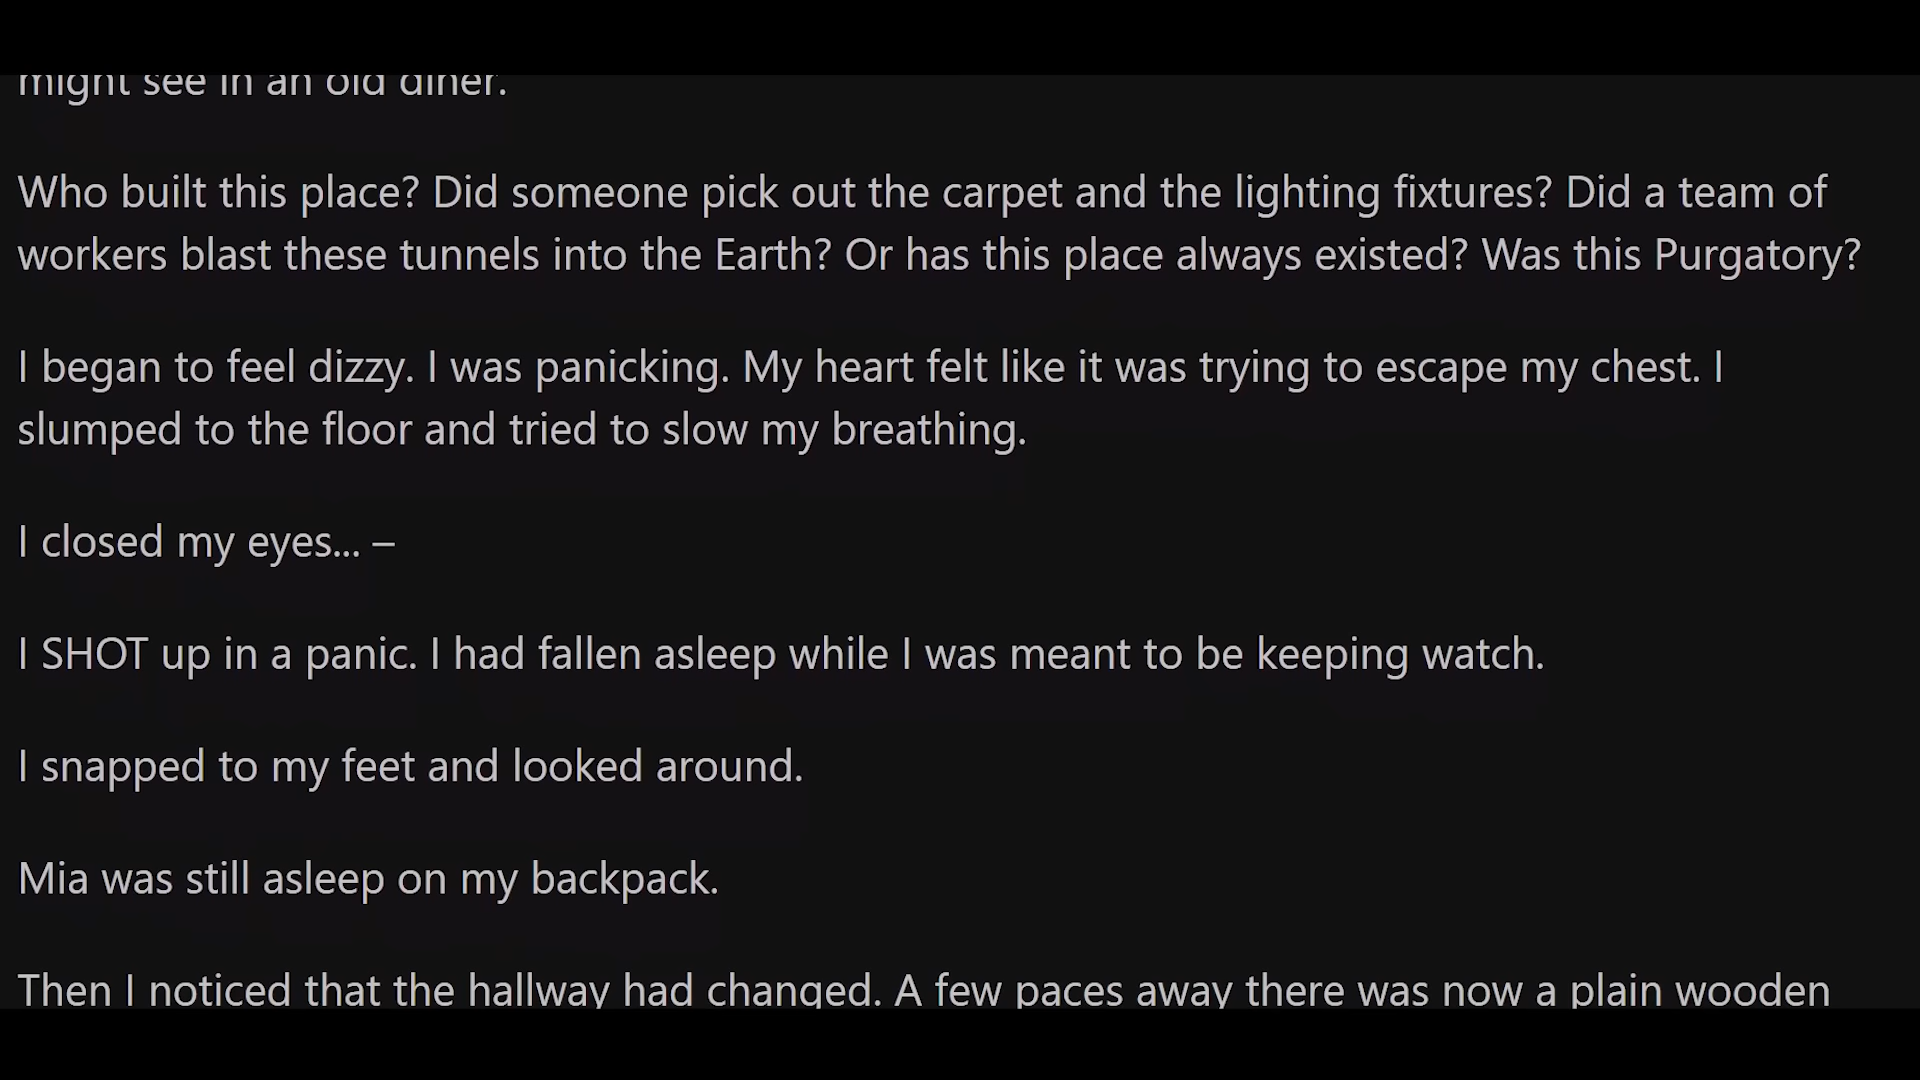 might see in an old diner.
Who built this place? Did someone pick out the carpet and the lighting fixtures? Did a team of
workers blast these tunnels into the Earth? Or has this place always existed? Was this Purgatory?
I began to feel dizzy. I was panicking. My heart felt like it was trying to escape my chest. I
slumped to the floor and tried to slow my breathing.
I closed my eyes... –
I SHOT up in a panic. I had fallen asleep while I was meant to be keeping watch.
I snapped to my feet and looked around.
Mia was still asleep on my backpack.
Then I noticed that the hallway had changed. A few paces away there was now a plain wooden